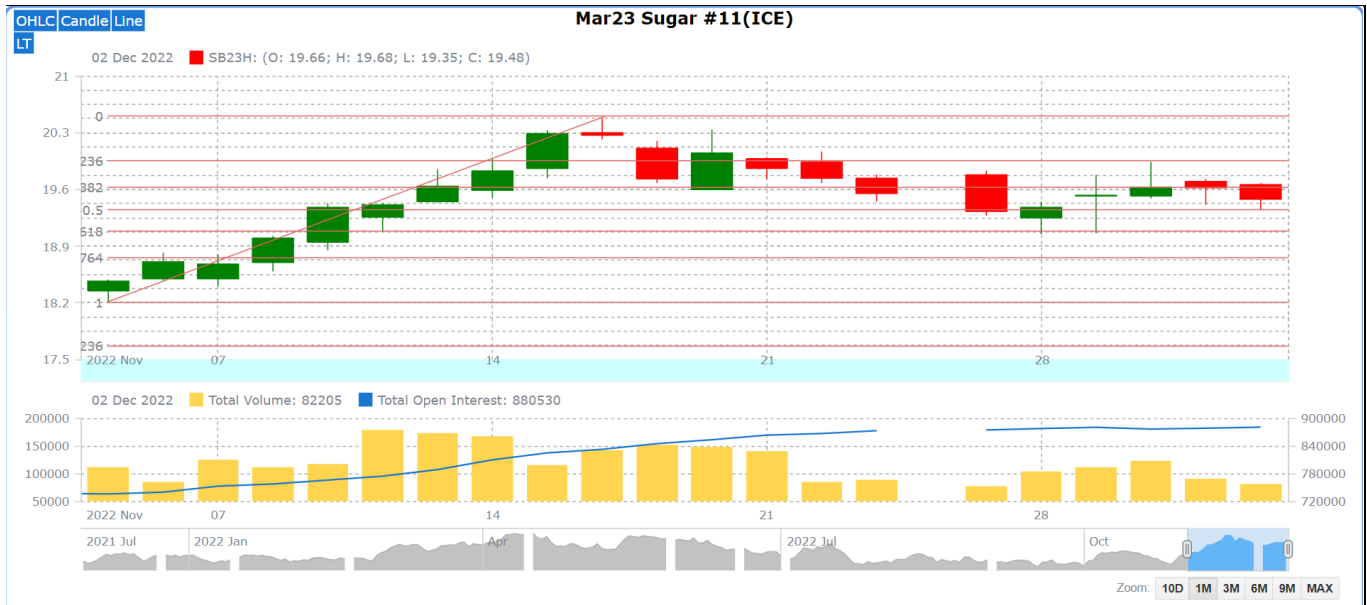 Mar23 Sugar #11(ICE)
OHLC Candle Line
LT
02 Dec 2022 SB23H: (O: 19.66; H: 19.68; L: 19.35; C: 19.48)
21
0
20.3
236
19.6 382
0.5
618
18.9
764
18.2 1
236
17.5
2022 Nov 07 14 21 28
02 Dec 2022 Total Volume: 82205 Total Open Interest: 880530
200000 900000
150000 840000
100000 780000
50000 720000
2022 Nov 07 14 21 28
2021 Jul 2022 Jan Apr 2022 Jul Oct
Zoom: 10D 1M 3M 6M 9M MAX